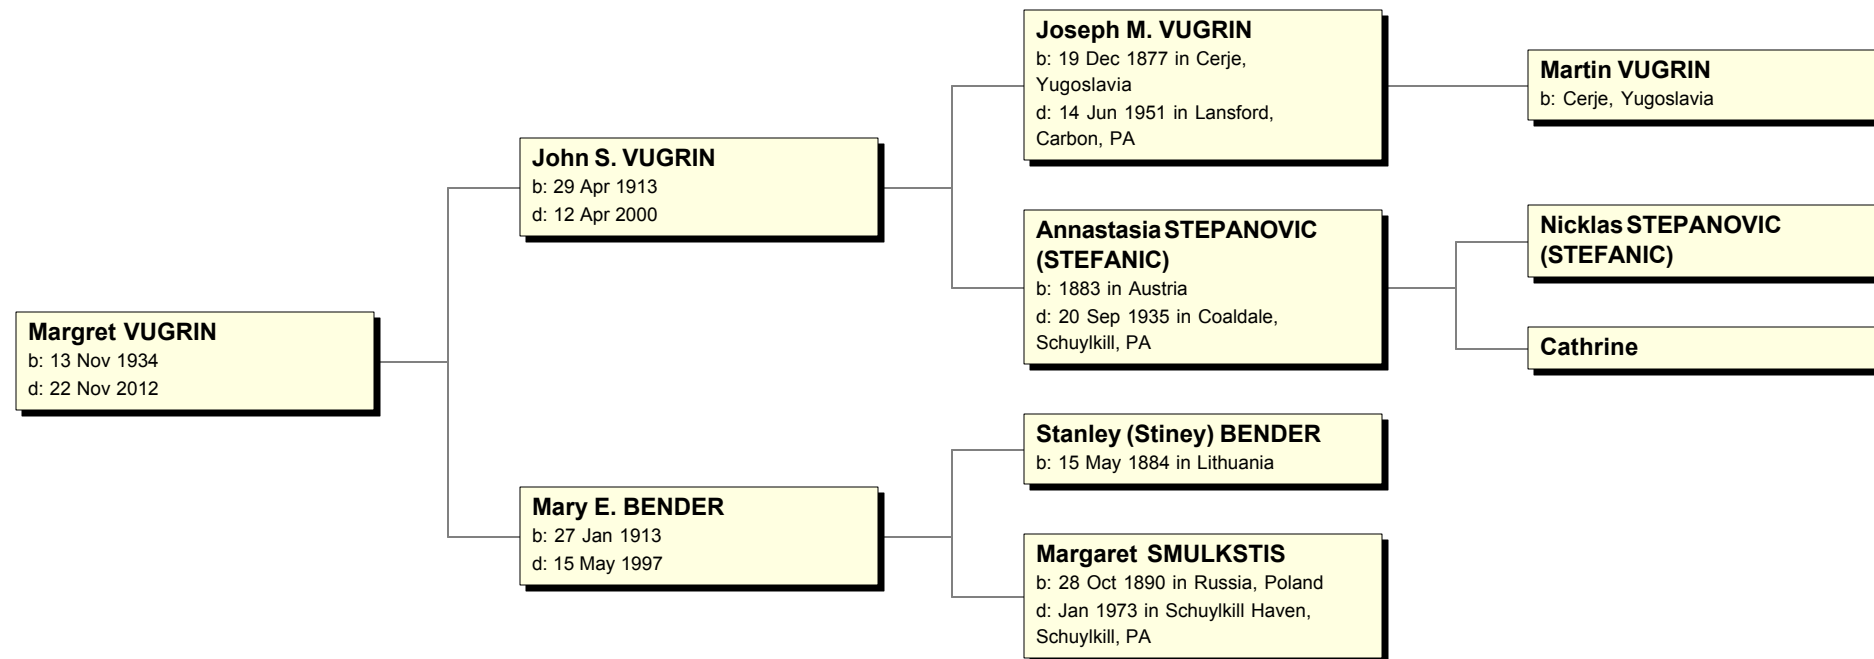 Margret VUGRIN
b: 13 Nov 1934
d: 22 Nov 2012
John S. VUGRIN
b: 29 Apr 1913
d: 12 Apr 2000
Mary E. BENDER
b: 27 Jan 1913
d: 15 May 1997
Joseph M. VUGRIN
b: 19 Dec 1877 in Cerje,
Yugoslavia
d: 14 Jun 1951 in Lansford,
Carbon, PA
Annastasia STEPANOVIC
(STEFANIC)
b: 1883 in Austria
d: 20 Sep 1935 in Coaldale,
Schuylkill, PA
Stanley (Stiney) BENDER
b: 15 May 1884 in Lithuania
Margaret SMULKSTIS
b: 28 Oct 1890 in Russia, Poland
d: Jan 1973 in Schuylkill Haven,
Schuylkill, PA
Martin VUGRIN
b: Cerje, Yugoslavia
Nicklas STEPANOVIC
(STEFANIC)
Cathrine